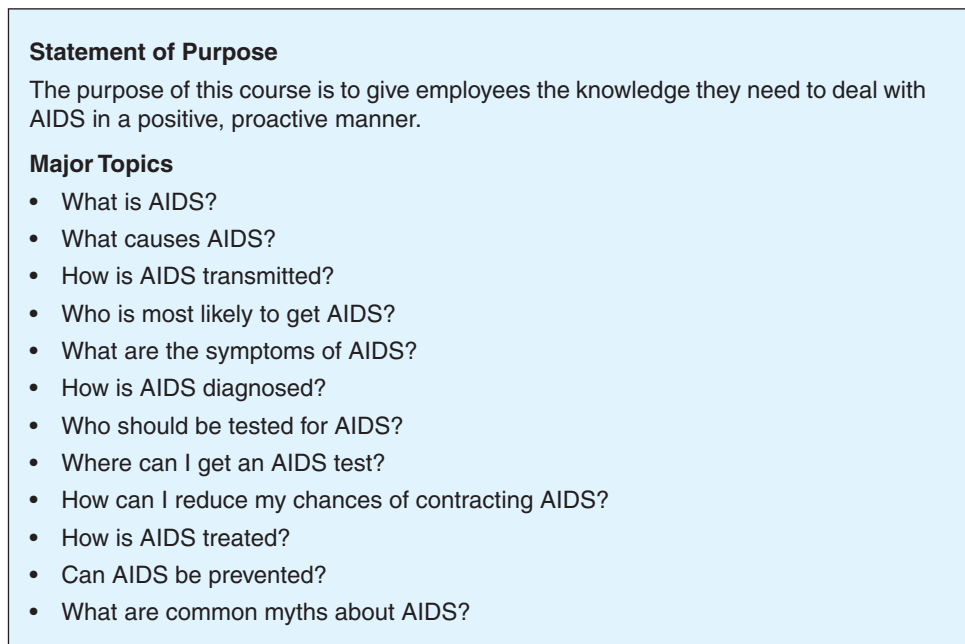 Statement of Purpose
The purpose of this course is to give employees the knowledge they need to deal with
AIDS in a positive, proactive manner.
Major Topics
• What is AIDS?
• What causes AIDS?
• How is AIDS transmitted?
• Who is most likely to get AIDS?
• What are the symptoms of AIDS?
• How is AIDS diagnosed?
• Who should be tested for AIDS?
• Where can I get an AIDS test?
• How can I reduce my chances of contracting AIDS?
• How is AIDS treated?
• Can AIDS be prevented?
• What are common myths about AIDS?